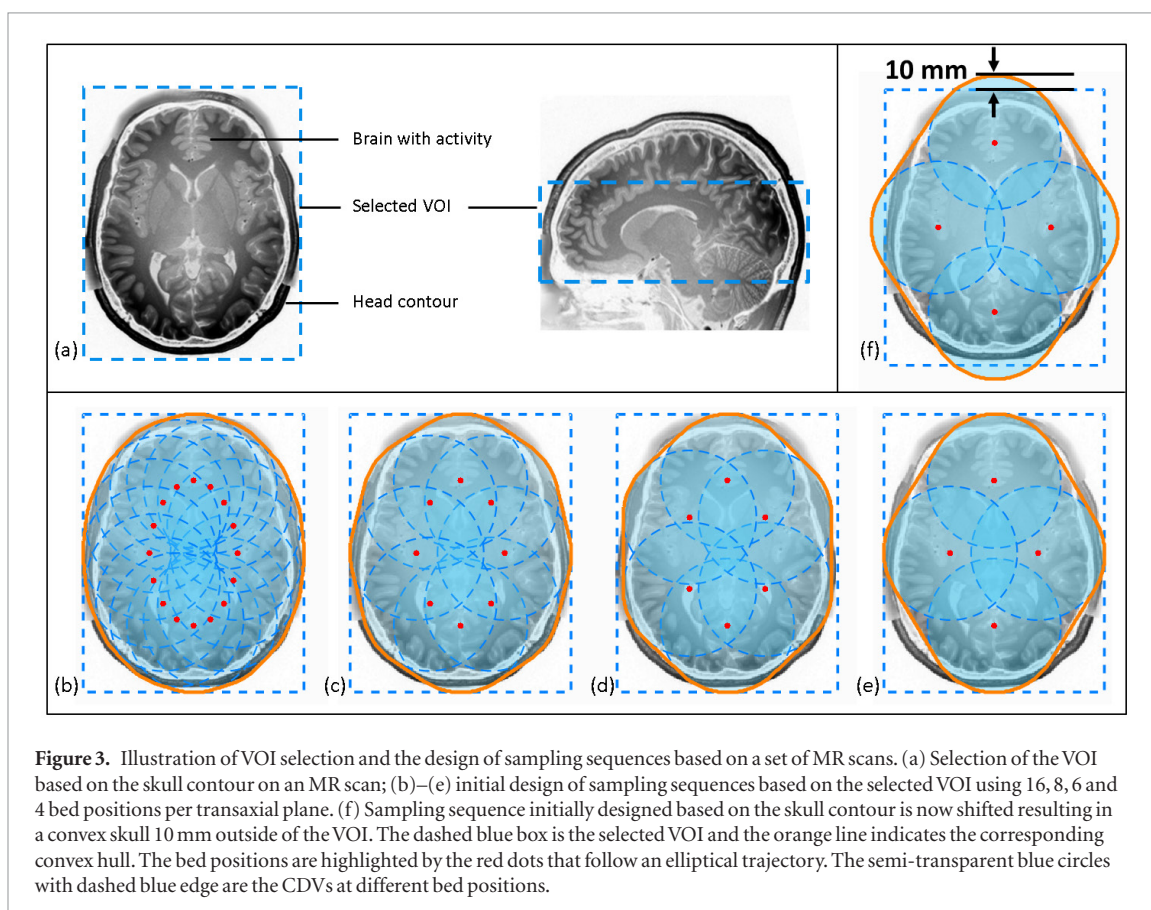 10 mm
Brain with activity
Selected VOI
Head contour
(a)
(f)
(b)
(c)
(d)
(e)
Figure 3. Illustration of VOI selection and the design of sampling sequences based on a set of MR scans. (a) Selection of the VOI
based on the skull contour on an MR scan; (b)–(e) initial design of sampling sequences based on the selected VOI using 16, 8, 6 and
4 bed positions per transaxial plane. (f) Sampling sequence initially designed based on the skull contour is now shifted resulting in
a convex skull 10 mm outside of the VOI. The dashed blue box is the selected VOI and the orange line indicates the corresponding
convex hull. The bed positions are highlighted by the red dots that follow an elliptical trajectory. The semi-transparent blue circles
with dashed blue edge are the CDVs at different bed positions.